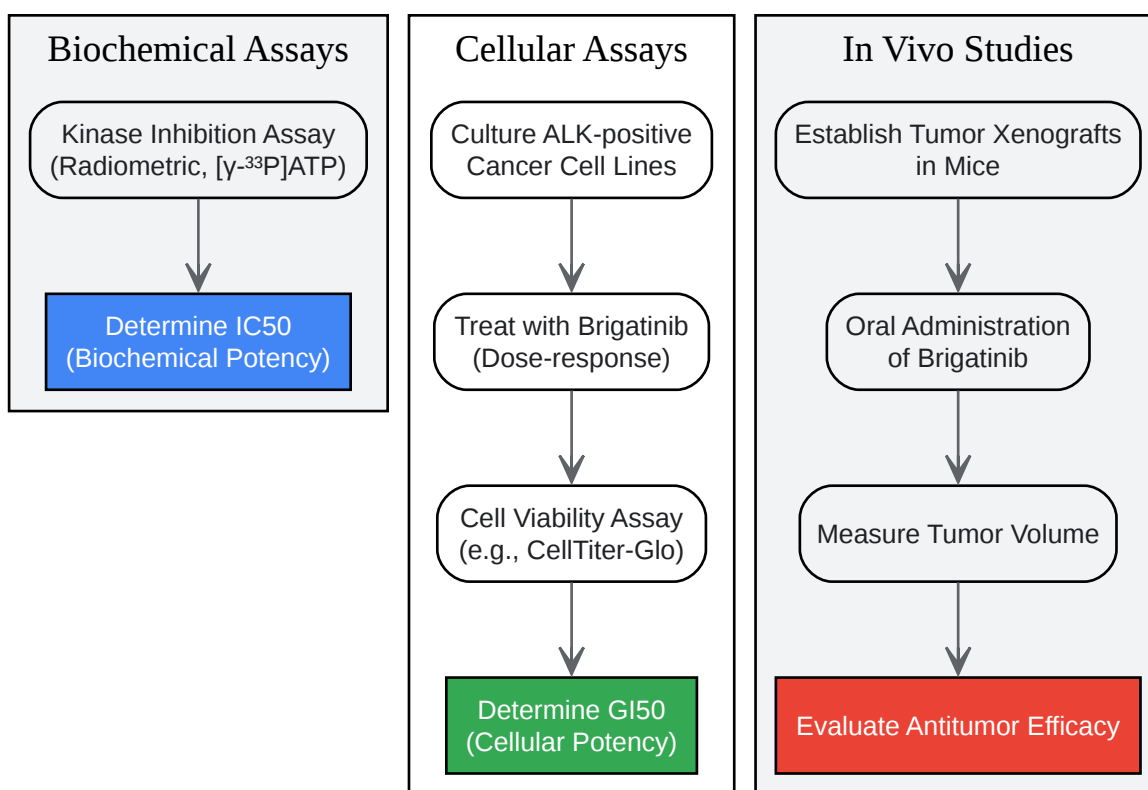 Biochemical Assays
Kinase Inhibition Assay
(Radiometric, [γ-³³P]ATP)
Determine IC50
(Biochemical Potency)
Cellular Assays
Culture ALK-positive
Cancer Cell Lines
Treat with Brigatinib
(Dose-response)
Cell Viability Assay
(e.g., CellTiter-Glo)
Determine GI50
(Cellular Potency)
In Vivo Studies
Establish Tumor Xenografts
in Mice
Oral Administration
of Brigatinib
Measure Tumor Volume
Evaluate Antitumor Efficacy